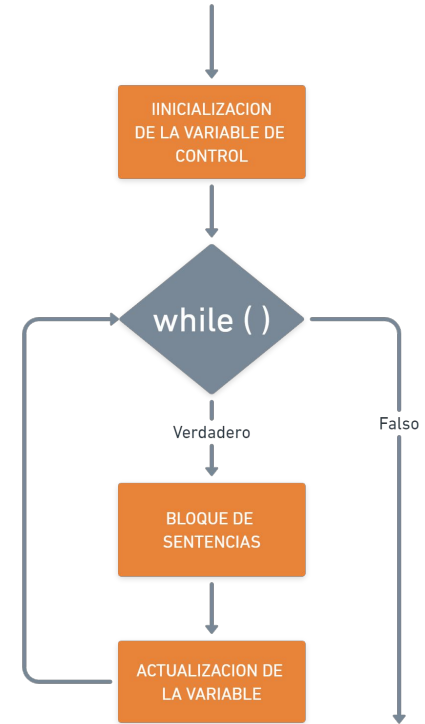 IINICIALIZACION
DE LA VARIABLE DE
CONTROL
while ( )
Verdadero
Falso
BLOQUE DE
SENTENCIAS
ACTUALIZACION DE
LA VARIABLE